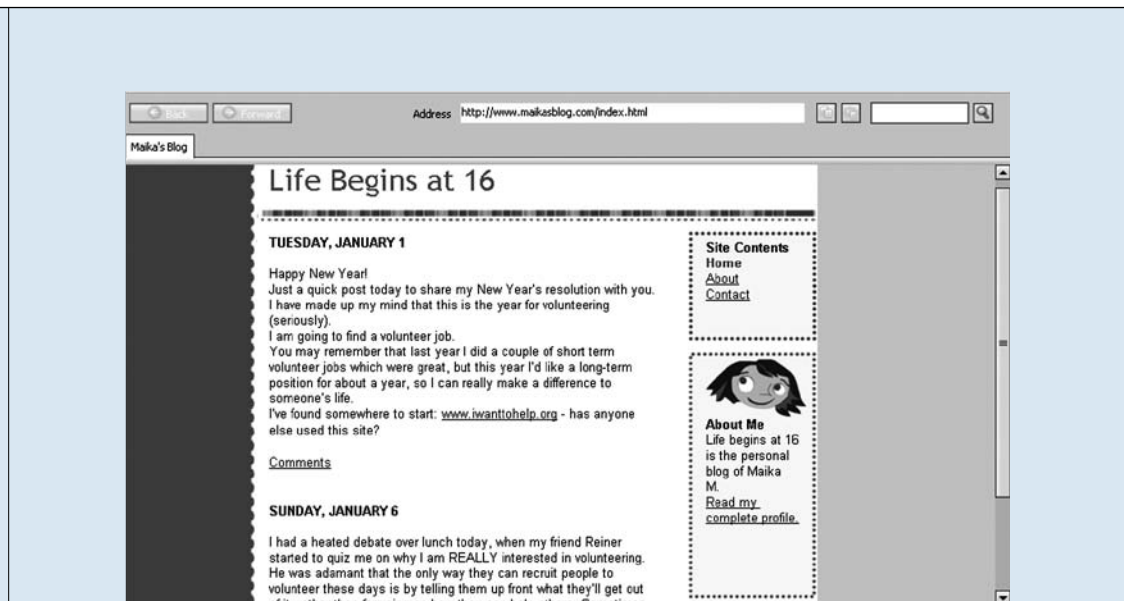 Back Forward Address http://www.maikasblog.com/index.html
Maika's Blog
Life Begins at 16
TUESDAY, JANUARY 1
Happy New Year!
Just a quick post today to share my New Year's resolution with you.
I have made up my mind that this is the year for volunteering
(seriously).
I am going to find a volunteer job.
You may remember that last year I did a couple of short term
volunteer jobs which were great, but this year I'd like a long-term
position for about a year, so I can really make a difference to
someone's life.
I've found somewhere to start: www.iwanttohelp.org - has anyone
else used this site?
Comments
SUNDAY, JANUARY 6
I had a heated debate over lunch today, when my friend Reiner
started to quiz me on why I am REALLY interested in volunteering.
He was adamant that the only way they can recruit people to
volunteer these days is by telling them up front what they'll get out
Site Contents
Home
About
Contact
About Me
Life begins at 16
is the personal
blog of Maika
M.
Read my
complete profile.